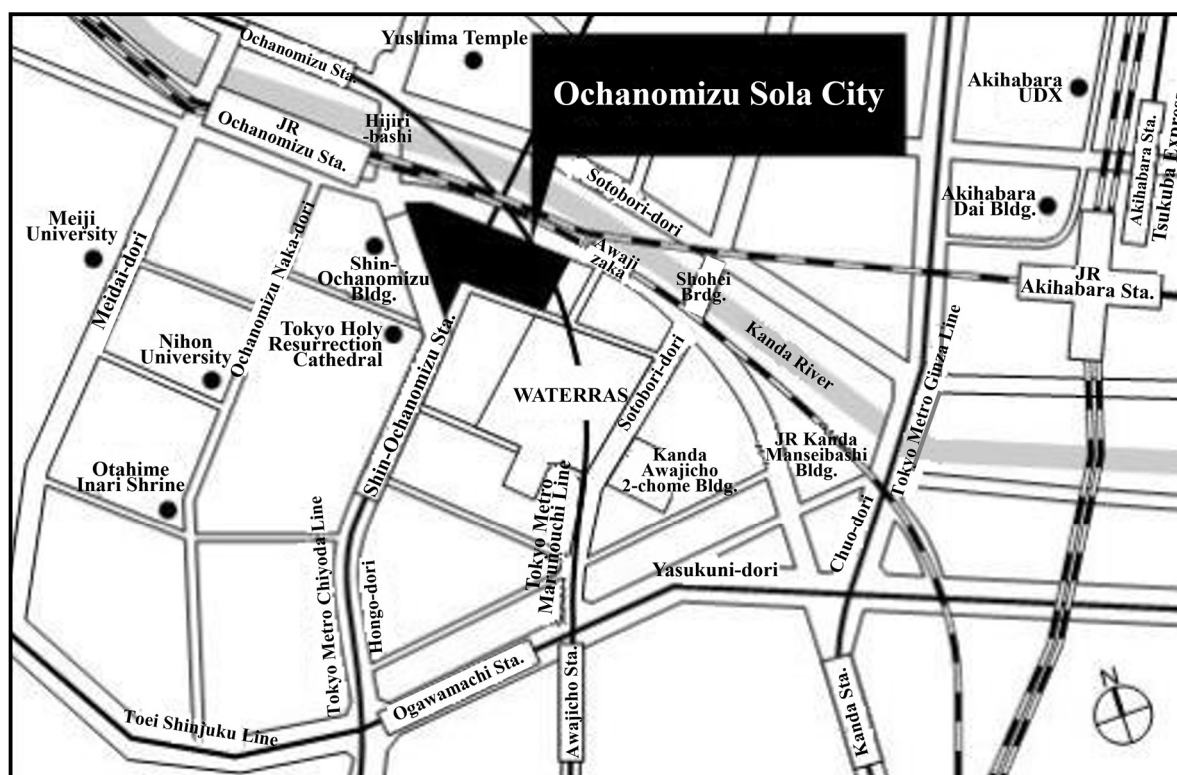 Ochanomizu Sta.
Yushima Temple
Ochanomizu Sola City
Akihabara
UDX
JR
Ochanomizu Sta.
Hijiri
-bashi
Sotobori-dori
Akihabara Sta.
Tsukuba Express
Akihabara
Dai Bldg.
Meiji
University
Meidai-dori
Ochanomizu Naka-dori
Shin-
Ochanomizu
Bldg.
Awaji
zaka
Shohei
Brdg.
JR
Akihabara Sta.
Nihon
University
Tokyo Holy
Resurrection
Cathedral
Shin-Ochanomizu Sta.
WATERRAS
Sotobori-dori
Kanda River
Tokyo Metro Ginza Line
Otahime
Inari Shrine
Kanda
Awajicho
2-chome Bldg.
JR Kanda
Manseibashi
Bldg.
Tokyo Metro Chiyoda Line
Hongo-dori
Tokyo Metro
Marunouchi Line
Yasukuni-dori
Chuo-dori
Toei Shinjuku Line
Ogawamachi Sta.
Awajicho Sta.
Kanda Sta.
N